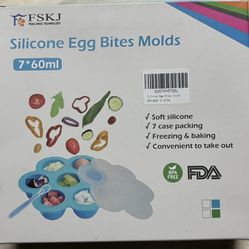 FSKJ
Silicone Egg Bites Molds
7*60ml
✓ Soft silicone
✓ 7 case packing
✓ Freezing & baking
✓ Convenient to take out
BPA
FREE
FDA